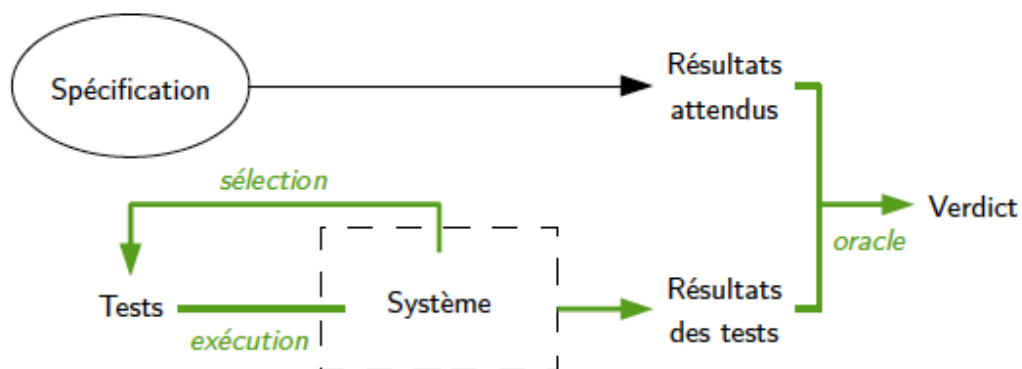 Spécification
Résultats
attendus
sélection
Verdict
oracle
Tests
Système
Résultats
des tests
exécution